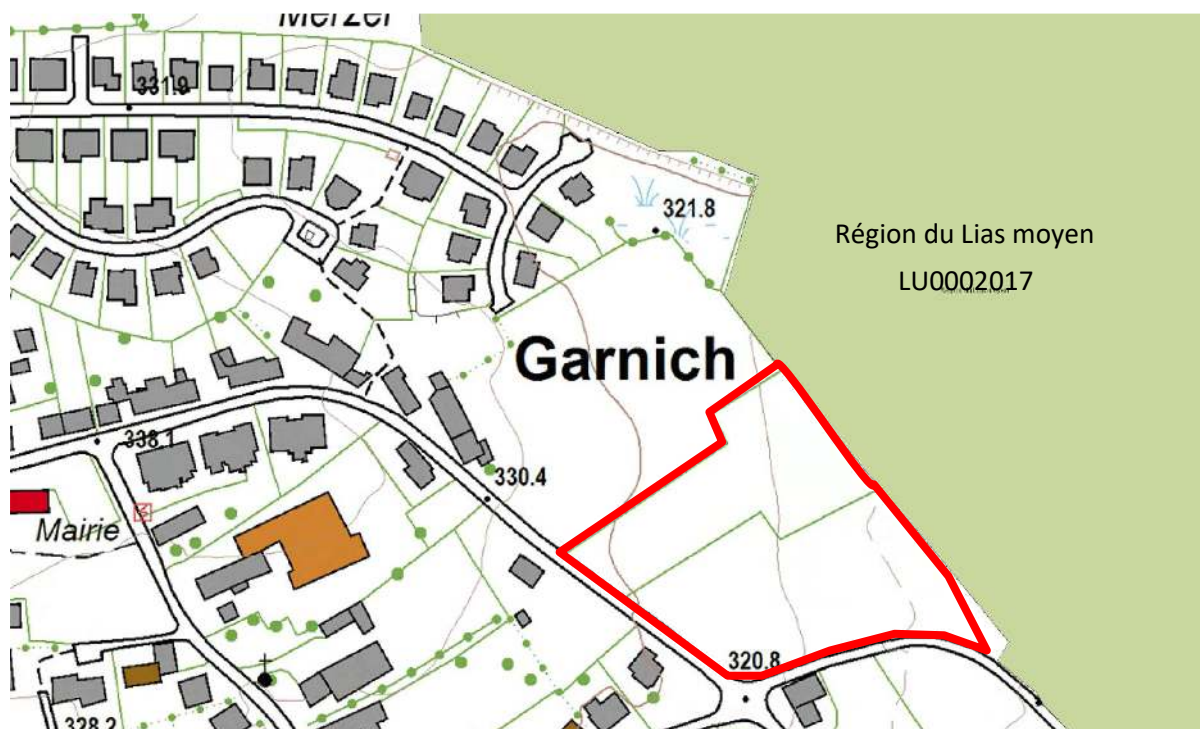 Merzel
331.9
321.8
Région du Lias moyen
LU0002017
Garnich
338.1
330.4
Mairie
320.8
328.2